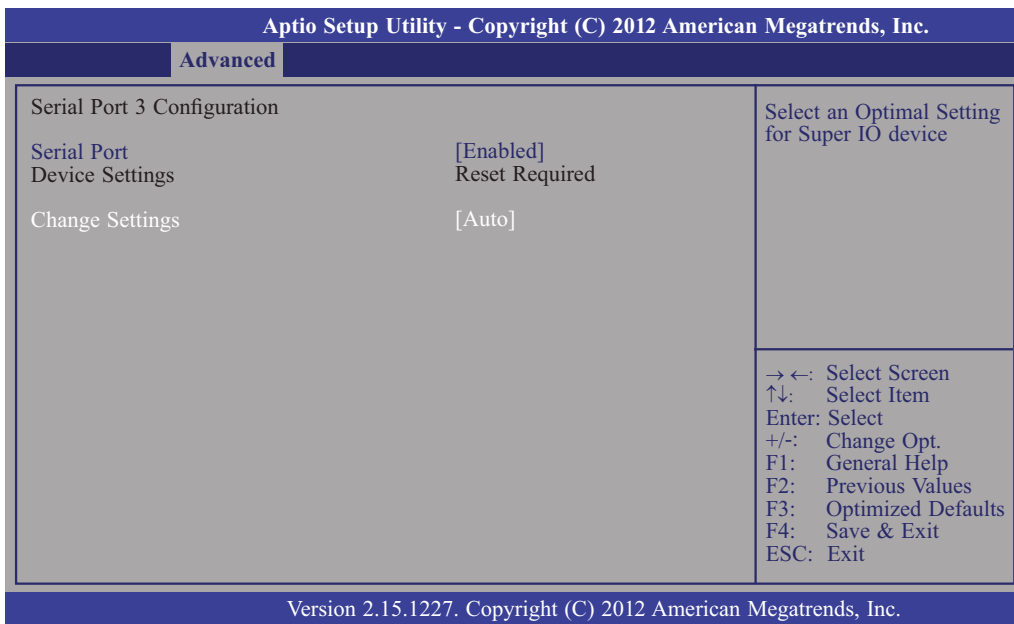 Aptio Setup Utility - Copyright (C) 2012 American Megatrends, Inc.
Advanced
Serial Port 3 Configuration
Serial Port [Enabled]
Device Settings Reset Required
Change Settings [Auto]
Select an Optimal Setting
for Super IO device
→ ←: Select Screen
↑↓: Select Item
Enter: Select
+/-: Change Opt.
F1: General Help
F2: Previous Values
F3: Optimized Defaults
F4: Save & Exit
ESC: Exit
Version 2.15.1227. Copyright (C) 2012 American Megatrends, Inc.